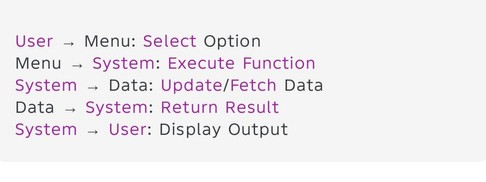 User → Menu: Select Option
Menu → System: Execute Function
System → Data: Update/Fetch Data
Data → System: Return Result
System → User: Display Output